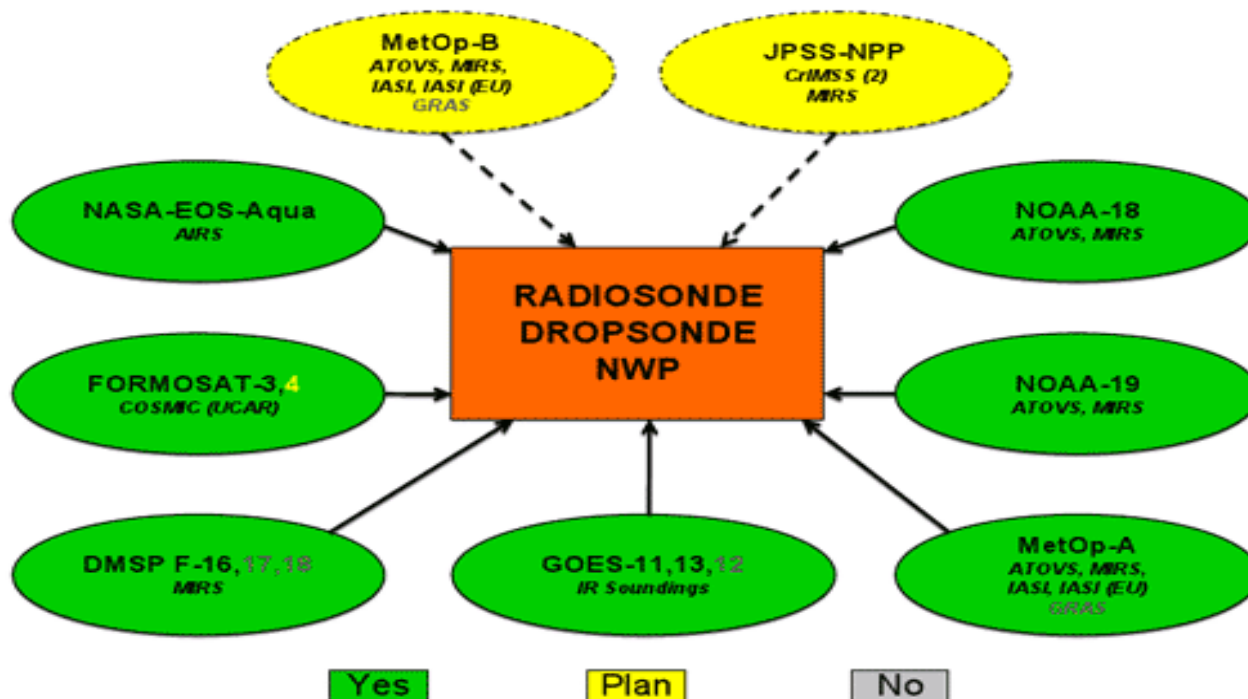 MetOp-B
ATOVS, MIRS,
IASI, IASI (EU)
GRAS
JPSS-NPP
CrIMSS (2)
MIRS
NASA-EOS-Aqua
AIRS
RADIOSONDE
DROPSONDE
NWP
NOAA-18
ATOVS, MIRS
FORMOSAT-3,4
COSMIC (UCAR)
NOAA-19
ATOVS, MIRS
DMSP F-16,17,18
MIRS
GOES-11,13,12
IR Soundings
MetOp-A
ATOVS, MIRS,
IASI, IASI (EU)
GRAS
Yes
Plan
No